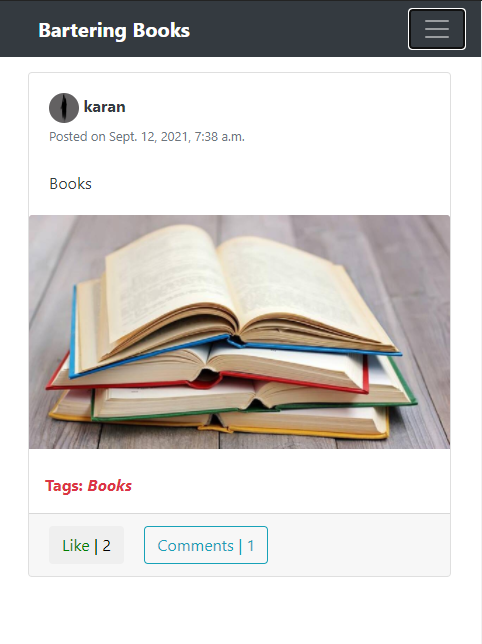 Bartering Books
karan
Posted on Sept. 12, 2021, 7:38 a.m.
Books
Tags: Books
Like | 2
Comments | 1